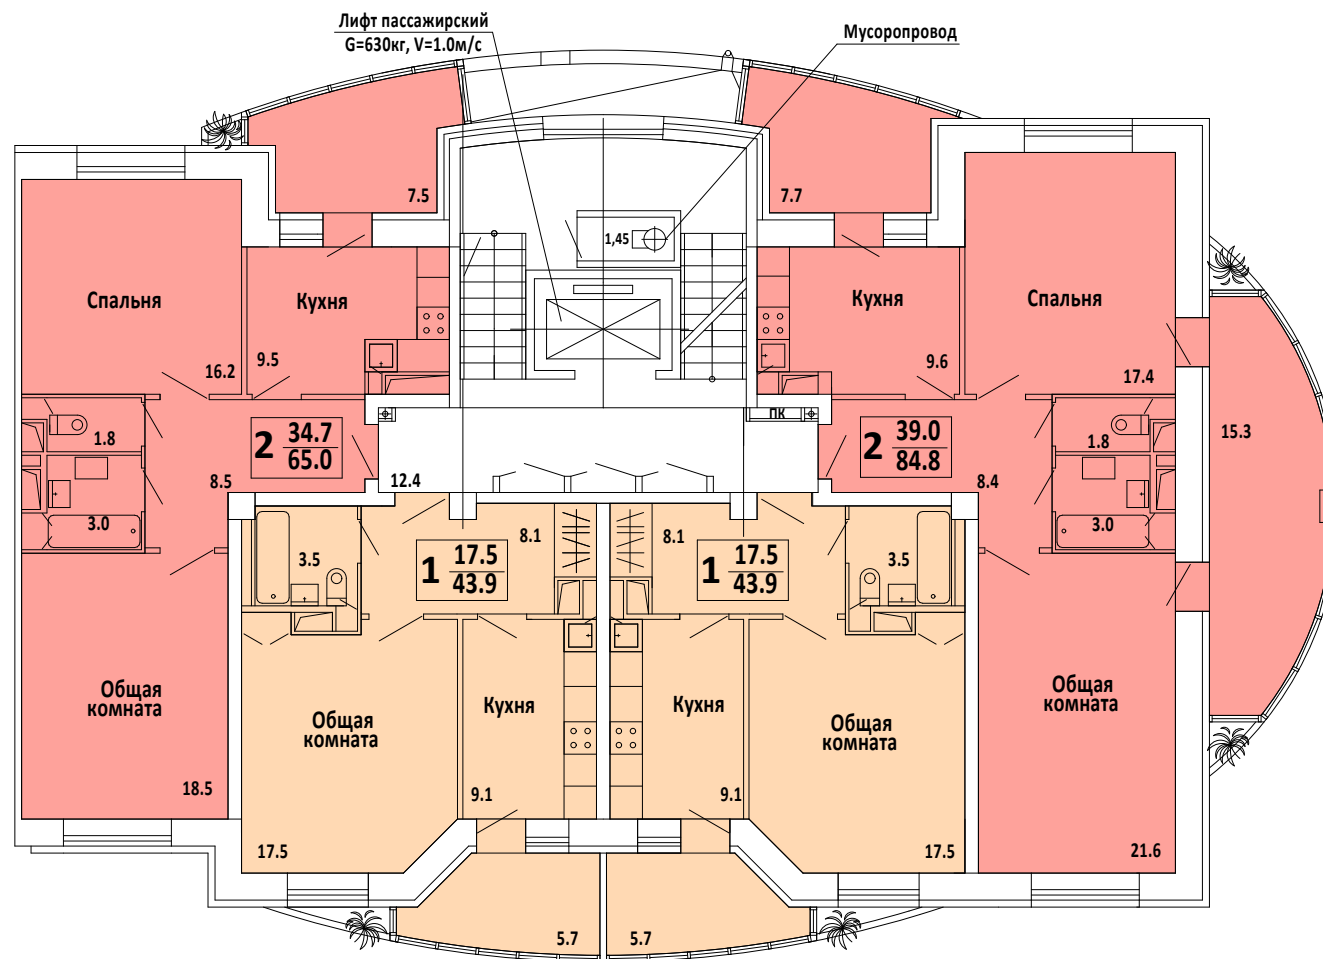 Лифт пассажирский
G=630кг, V=1.0м/с
Мусоропровод
7.5
7.7
1,45
Спальня
Кухня
Кухня
Спальня
16.2
9.5
9.6
17.4
1.8
2 34.7
65.0
12.4
ПК
2 39.0
84.8
1.8
15.3
8.5
8.4
3.0
3.0
3.5
1 17.5
43.9
8.1
8.1
1 17.5
43.9
3.5
Общая
комната
Общая
комната
Кухня
Кухня
Общая
комната
Общая
комната
18.5
9.1
9.1
17.5
17.5
21.6
5.7
5.7